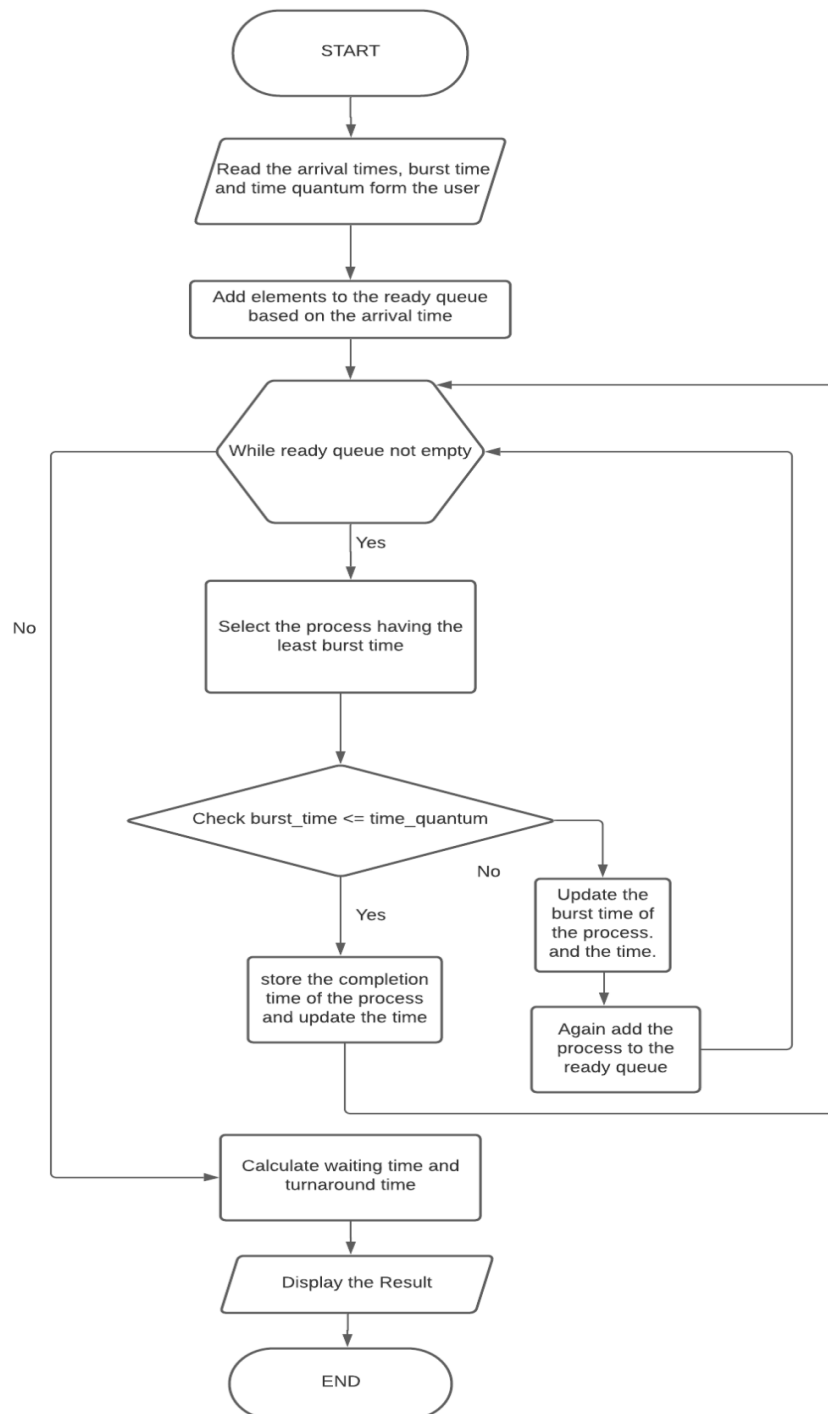 START
Read the arrival times, burst time
and time quantum form the user
Add elements to the ready queue
based on the arrival time
While ready queue not empty
Yes
No
Select the process having the
least burst time
Check burst_time <= time_quantum
No
Yes
Update the
burst time of
the process.
and the time.
store the completion
time of the process
and update the time
Again add the
process to the
ready queue
Calculate waiting time and
turnaround time
Display the Result
END